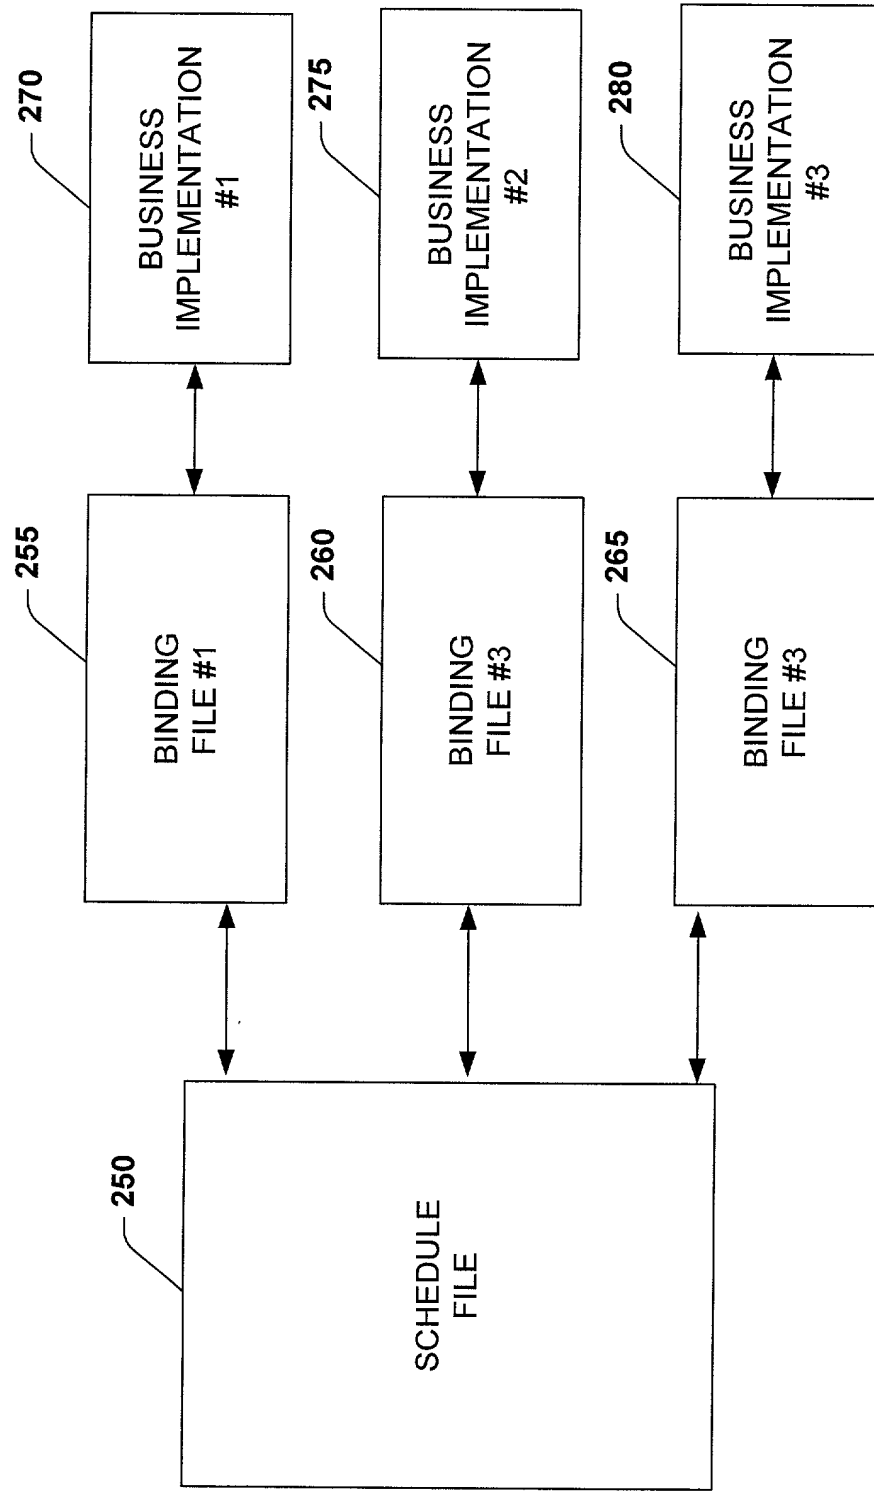 250
SCHEDULE
FILE
255
BINDING
FILE #1
260
BINDING
FILE #3
265
BINDING
FILE #3
270
BUSINESS
IMPLEMENTATION
#1
275
BUSINESS
IMPLEMENTATION
#2
280
BUSINESS
IMPLEMENTATION
#3